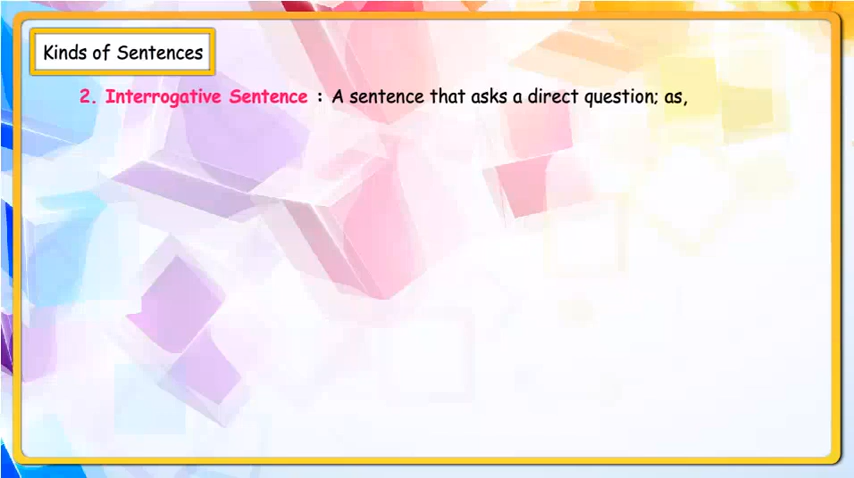 Kinds of Sentences
2. Interrogative Sentence : A sentence that asks a direct question; as,